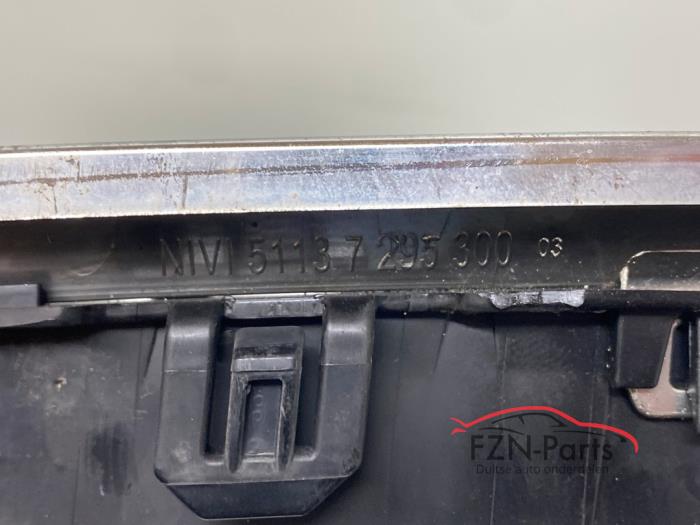 NIVI 5113 7 295 300 03
FZN-Parts
Duitse auto onderdelen